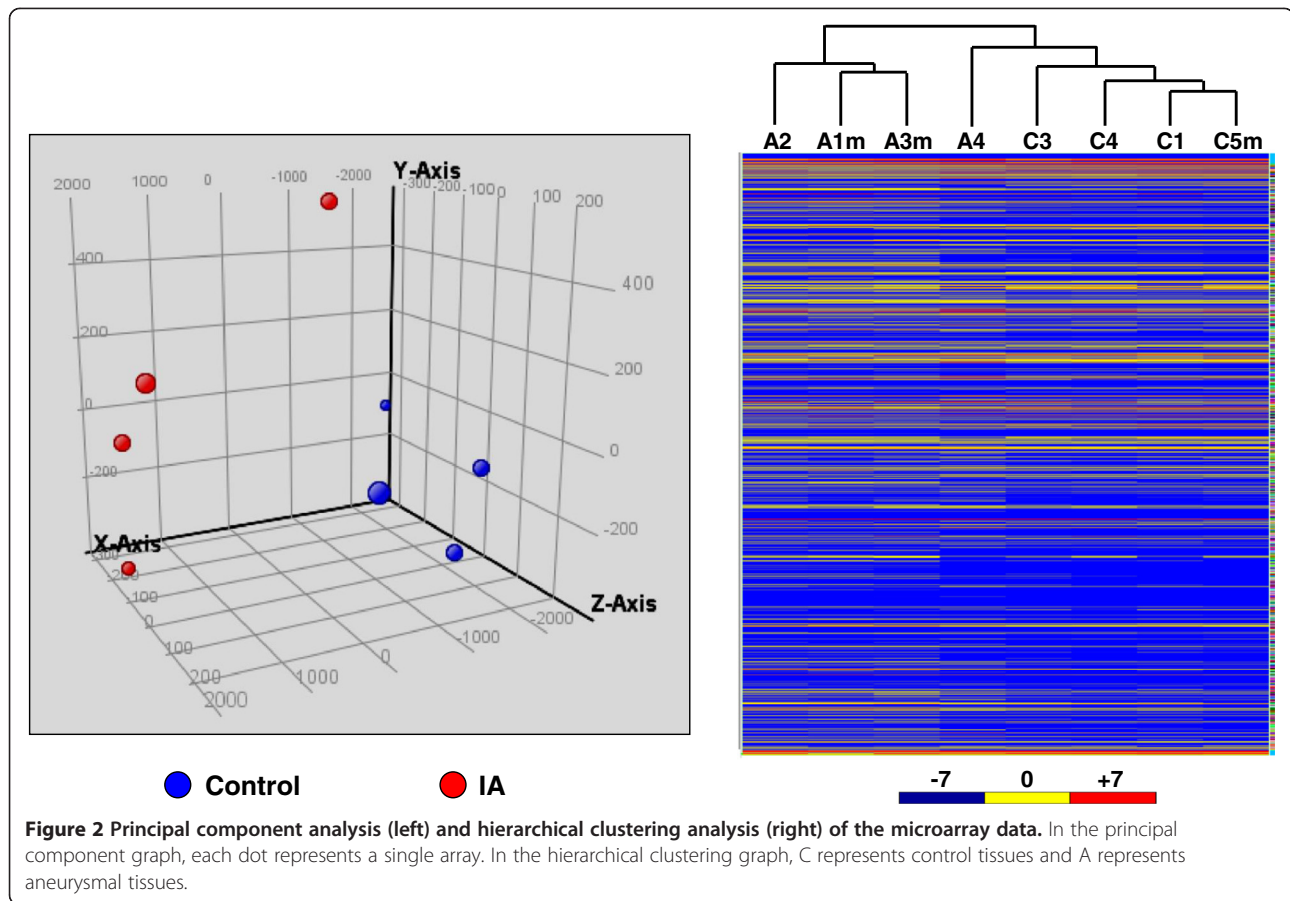 A2 A1m A3m A4 C3 C4 C1 C5m
Y-Axis
2000 1000 0 -1000 -2000 -300 -200 -100 0 100 200
400 400
200 200
0 0
-200 -200
X-Axis
Z-Axis
-300
-200
-100
0
100
200
2000 1000 0 -1000 -2000
Control IA
-7 0 +7
Figure 2 Principal component analysis (left) and hierarchical clustering analysis (right) of the microarray data. In the principal
component graph, each dot represents a single array. In the hierarchical clustering graph, C represents control tissues and A represents
aneurysmal tissues.